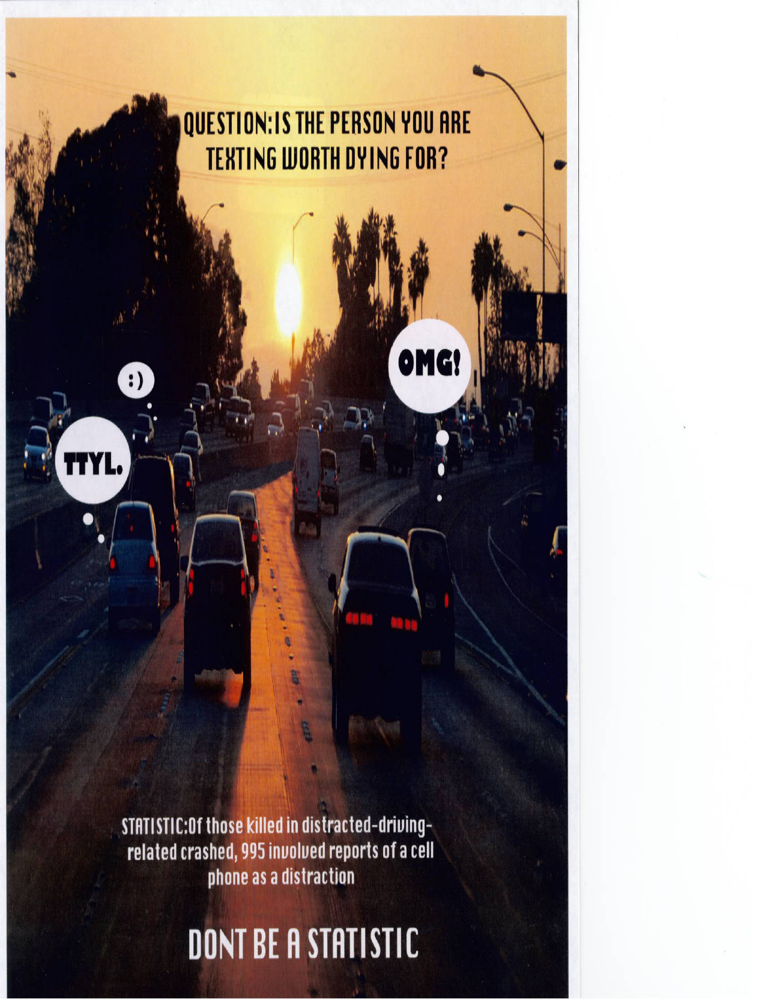 QUESTION:IS THE PERSON YOU ARE
TEXTING WORTH DYING FOR?
OMG!
:)
TTYL.
STATISTIC:Of those killed in distracted-driving-
related crashed, 995 involved reports of a cell
phone as a distraction
DONT BE A STATISTIC